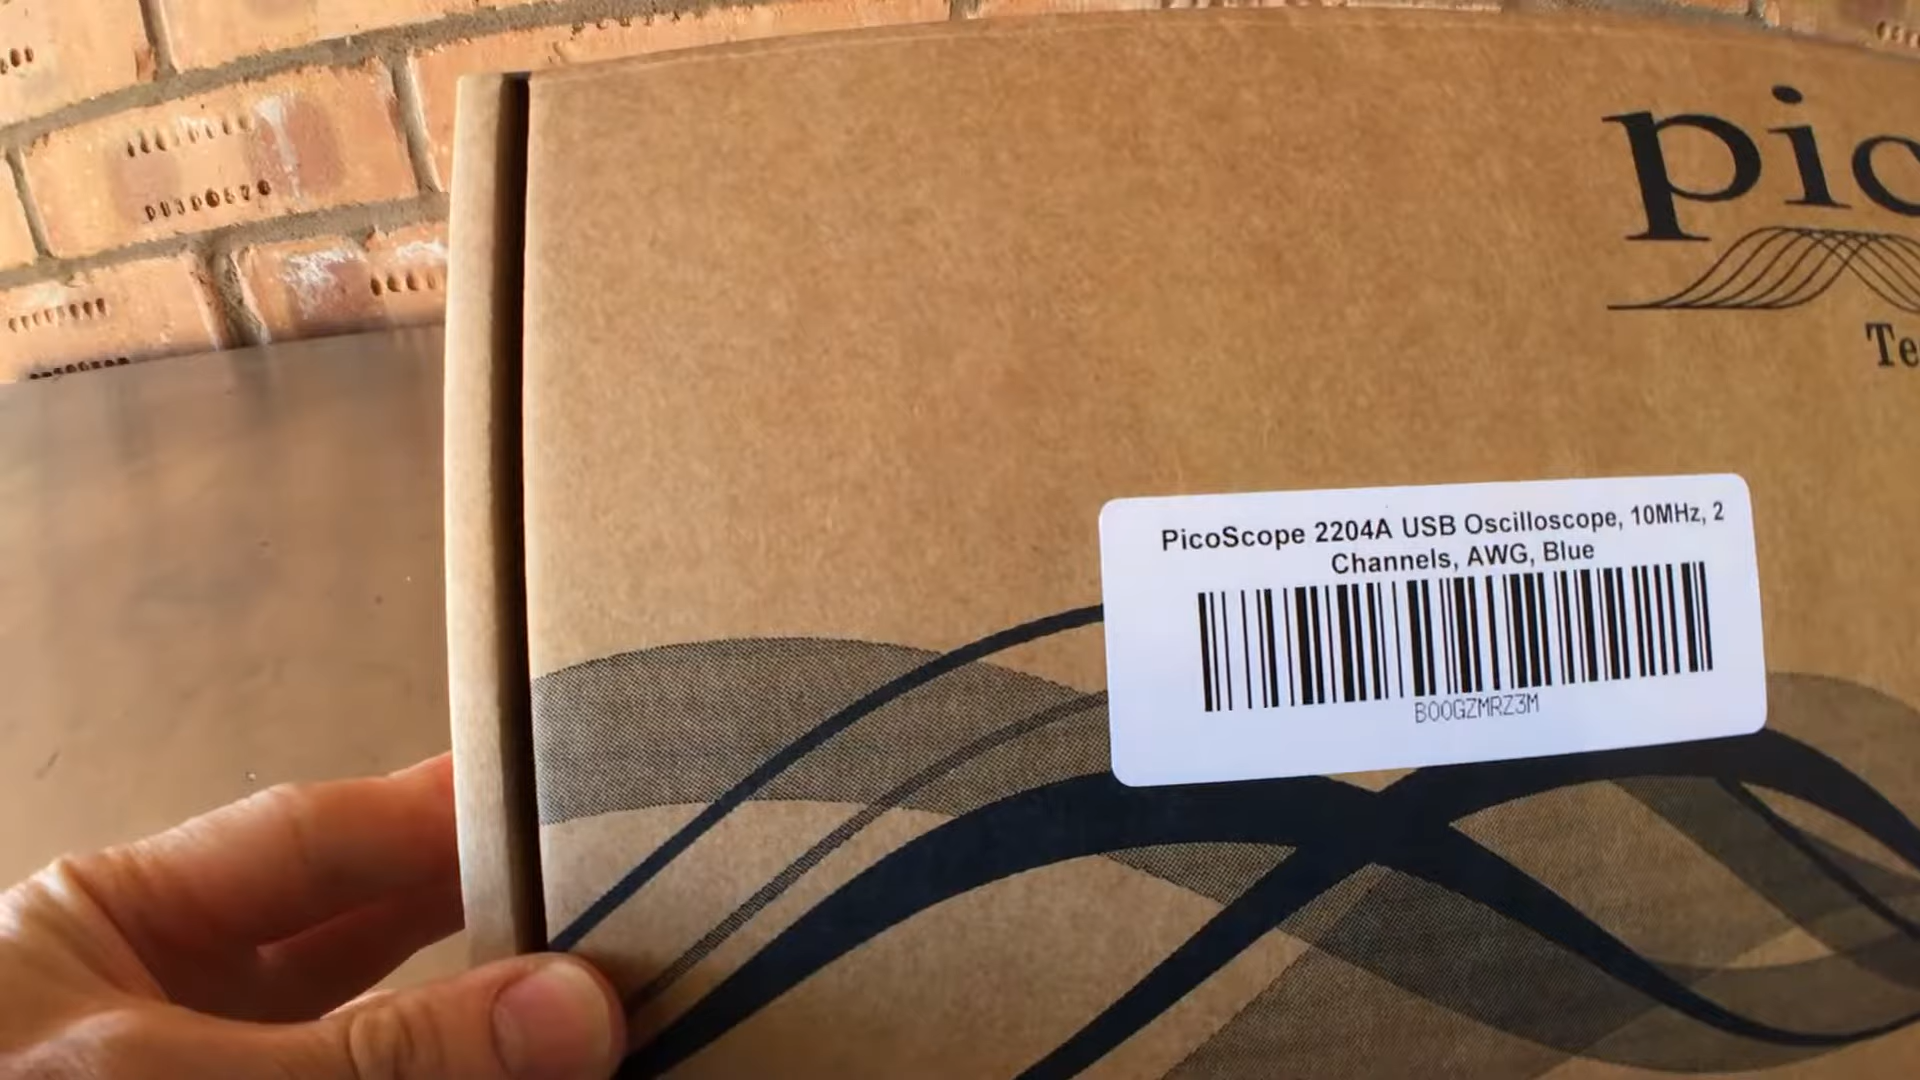 pic
Te
PicoScope 2204A USB Oscilloscope, 10MHz, 2
Channels, AWG, Blue
B00GZMRZ3M